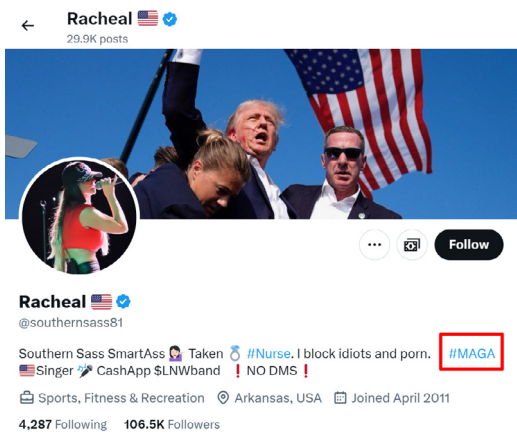 Racheal 🇺🇸
29.9K posts
Follow
Racheal 🇺🇸
@southernsass81
Southern Sass SmartAss 💁🏻‍♀️ Taken 💍 #Nurse. I block idiots and porn. #MAGA
🇺🇸Singer 🎤 CashApp $LNWband ❗NO DMS❗
Sports, Fitness & Recreation Arkansas, USA Joined April 2011
4,287 Following 106.5K Followers